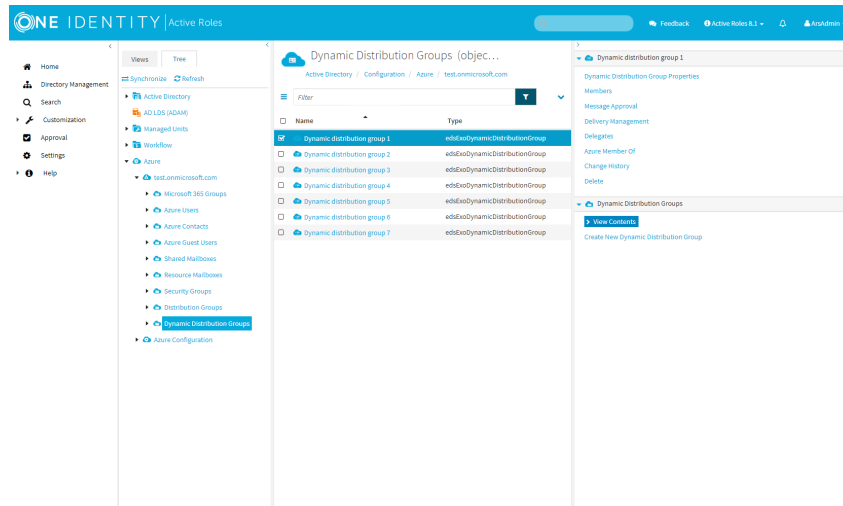 ONE IDENTITY | Active Roles
Feedback
Active Roles 8.1
ArsAdmin
Home
Directory Management
Search
Customization
Approval
Settings
Help
Views
Tree
Synchronize
Refresh
Active Directory
AD LDS (ADAM)
Managed Units
Workflow
Azure
test.onmicrosoft.com
Microsoft 365 Groups
Azure Users
Azure Contacts
Azure Guest Users
Shared Mailboxes
Resource Mailboxes
Security Groups
Distribution Groups
Dynamic Distribution Groups
Azure Configuration
Dynamic Distribution Groups (objec...
Active Directory / Configuration / Azure / test.onmicrosoft.com
Filter
Name Type
Dynamic distribution group 1 edsExoDynamicDistributionGroup
Dynamic distribution group 2 edsExoDynamicDistributionGroup
Dynamic distribution group 3 edsExoDynamicDistributionGroup
Dynamic distribution group 4 edsExoDynamicDistributionGroup
Dynamic distribution group 5 edsExoDynamicDistributionGroup
Dynamic distribution group 6 edsExoDynamicDistributionGroup
Dynamic distribution group 7 edsExoDynamicDistributionGroup
Dynamic distribution group 1
Dynamic Distribution Group Properties
Members
Message Approval
Delivery Management
Delegates
Azure Member Of
Change History
Delete
Dynamic Distribution Groups
View Contents
Create New Dynamic Distribution Group